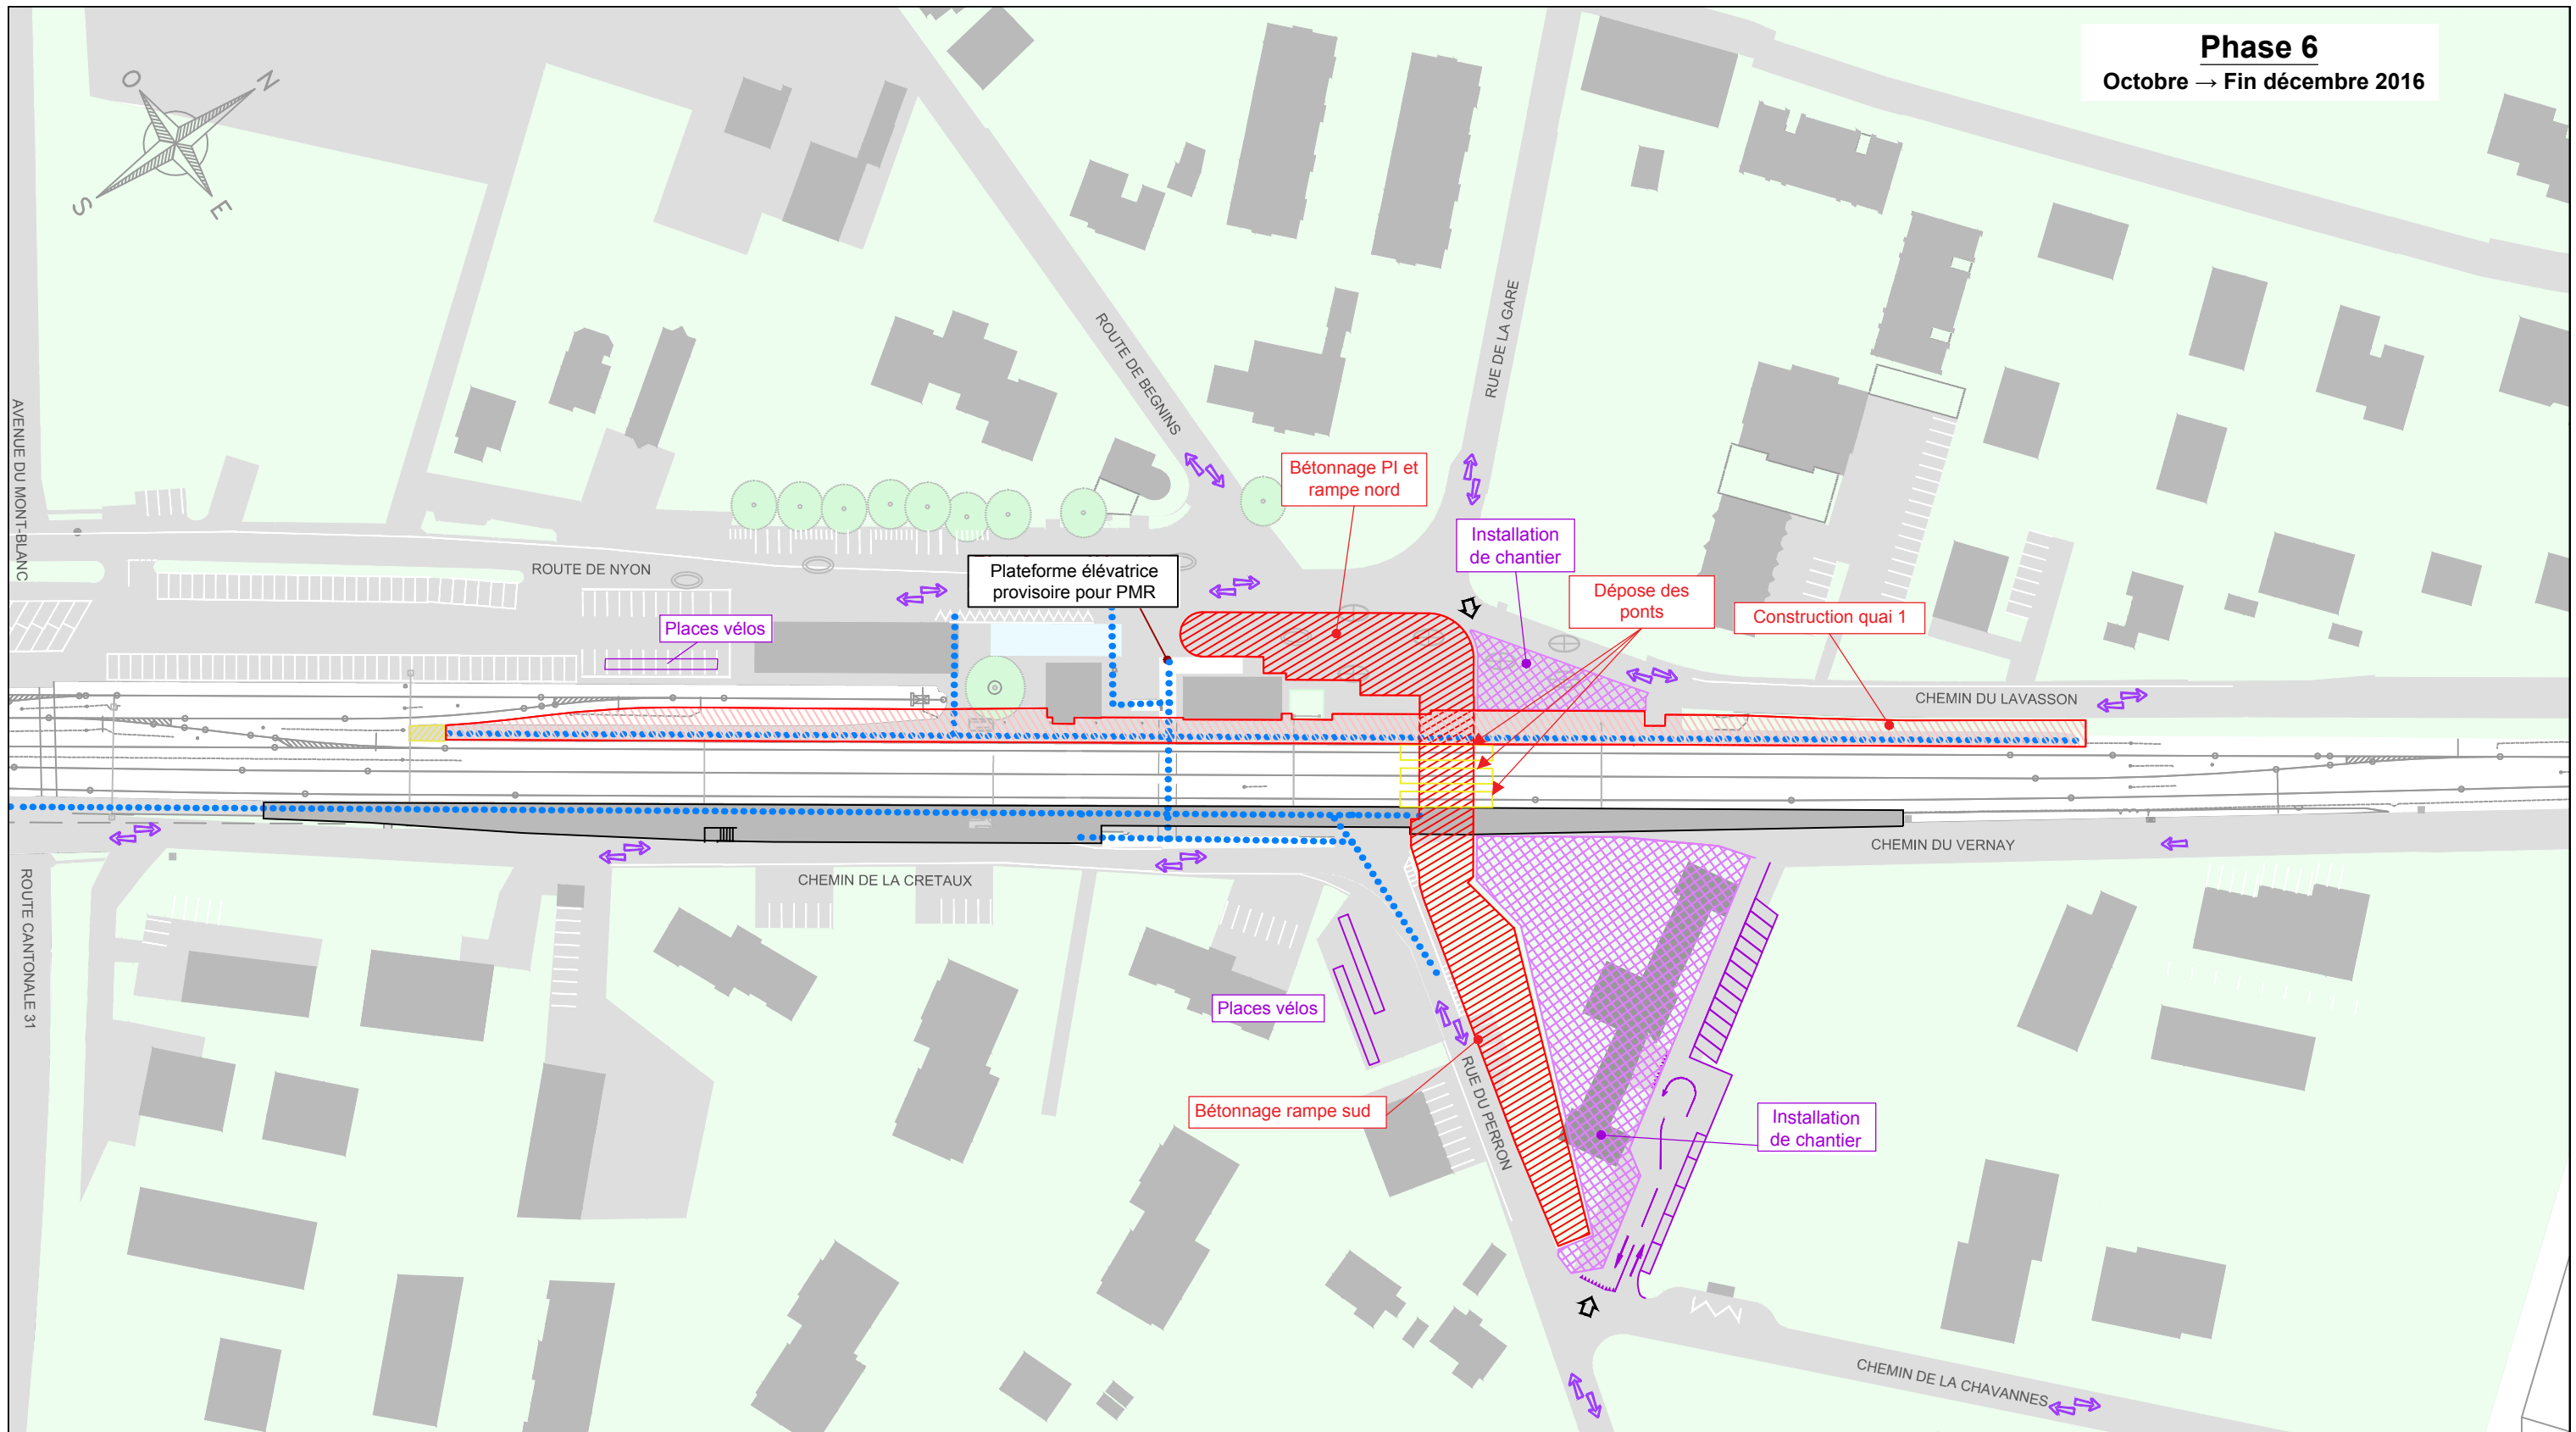 Phase 6
Octobre → Fin décembre 2016
O
N
S
E
ROUTE DE BEGNINS
RUE DE LA GARE
AVENUE DU MONT-BLANC
Bétonnage PI et
rampe nord
Installation
de chantier
ROUTE DE NYON
Plateforme élévatrice
provisoire pour PMR
Dépose des
ponts
Construction quai 1
Places vélos
CHEMIN DU LAVASSON
CHEMIN DU VERNAY
CHEMIN DE LA CRETAUX
ROUTE CANTONALE 31
Places vélos
RUE DU PERRON
Bétonnage rampe sud
Installation
de chantier
CHEMIN DE LA CHAVANNES